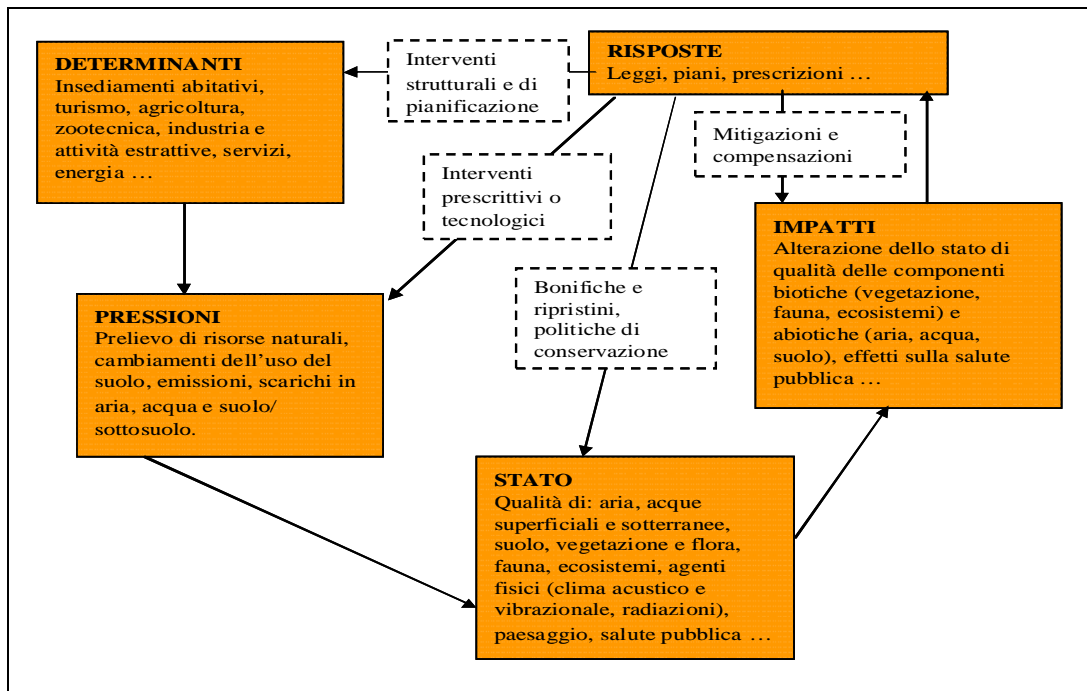 DETERMINANTI
Insediamenti abitativi,
turismo, agricoltura,
zootecnica, industria e
attività estrattive, servizi,
energia …
Interventi
strutturali e di
pianificazione
RISPOSTE
Leggi, piani, prescrizioni …
Mitigazioni e
compensazioni
Interventi
prescrittivi o
tecnologici
IMPATTI
Alterazione dello stato di
qualità delle componenti
biotiche (vegetazione,
fauna, ecosistemi) e
abiotiche (aria, acqua,
suolo), effetti sulla salute
pubblica …
Bonifiche e
ripristini,
politiche di
conservazione
PRESSIONI
Prelievo di risorse naturali,
cambiamenti dell’uso del
suolo, emissioni, scarichi in
aria, acqua e suolo/
sottosuolo.
STATO
Qualità di: aria, acque
superficiali e sotterranee,
suolo, vegetazione e flora,
fauna, ecosistemi, agenti
fisici (clima acustico e
vibrazionale, radiazioni),
paesaggio, salute pubblica …